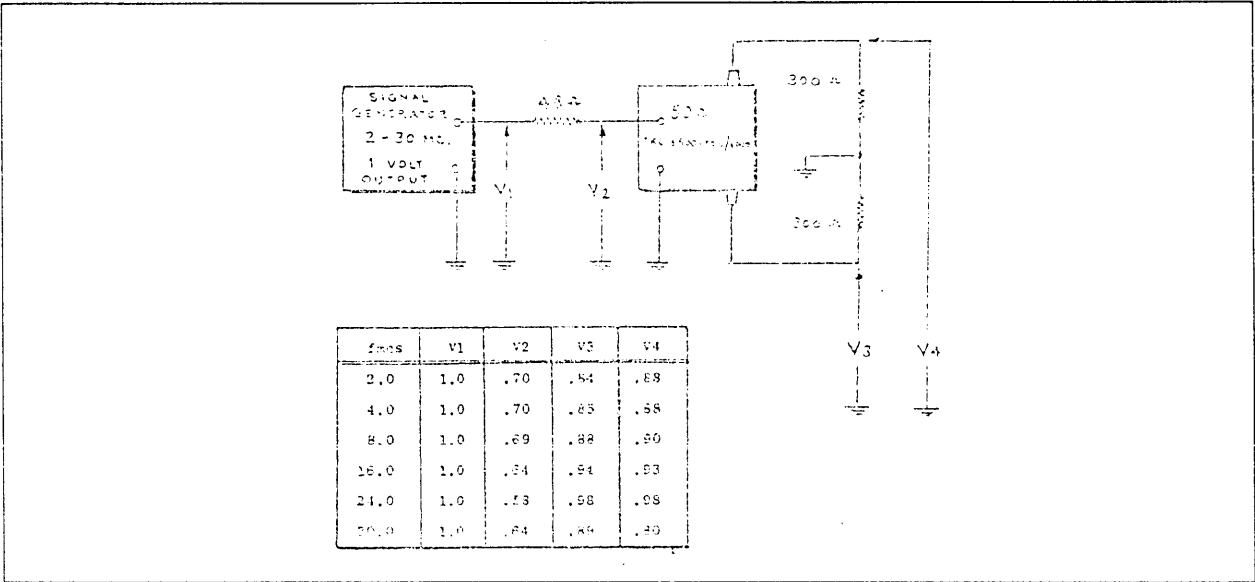 SIGNAL
GENERATOR
2 - 30 MC.
1 VOLT
OUTPUT
V1
V2
50Ω
300 Ω
300 Ω
V3
V4
fmcs V1 V2 V3 V4
2.0 1.0 .70 .84 .88
4.0 1.0 .70 .85 .88
8.0 1.0 .69 .88 .90
16.0 1.0 .94 .93
24.0 1.0 .98 .98
1.0 .64 .89